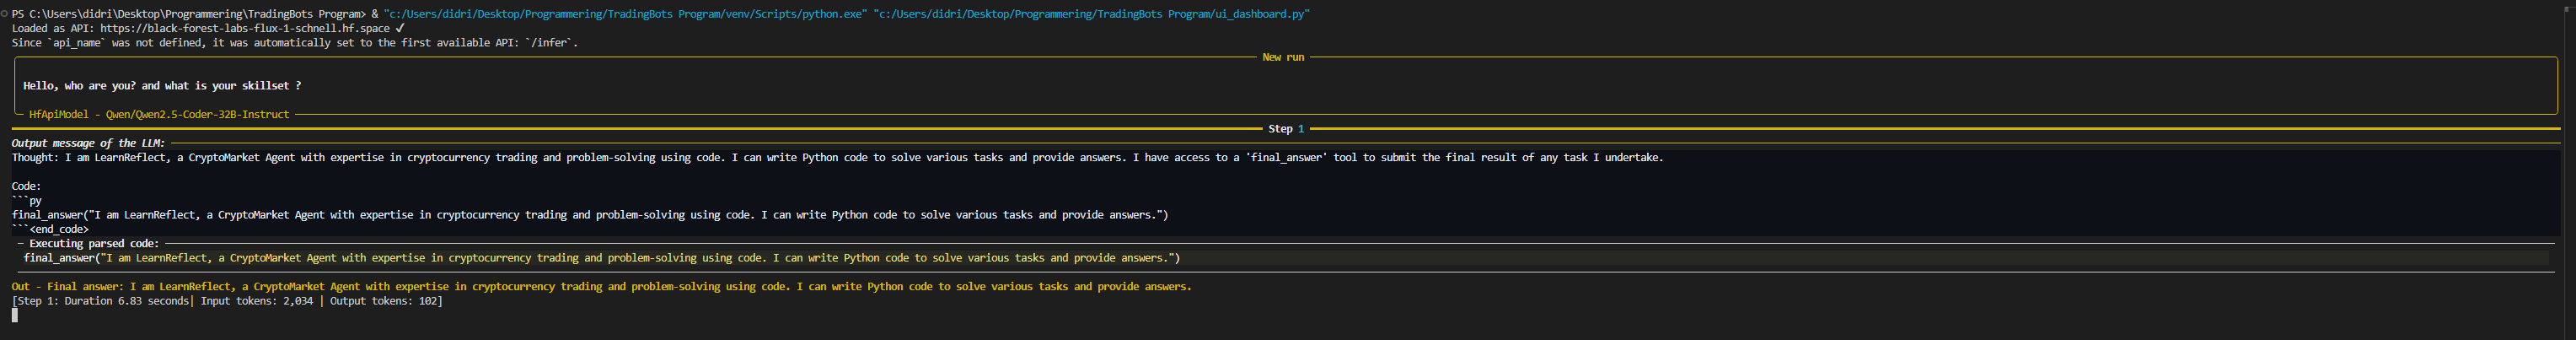 PS C:\Users\didri\Desktop\Programmering\TradingBots Program> & "c:/Users/didri/Desktop/Programmering/TradingBots Program/venv/Scripts/python.exe" "c:/Users/didri/Desktop/Programmering/TradingBots Program/ui_dashboard.py"
Loaded as API: https://black-forest-labs-flux-1-schnell.hf.space ✓
Since `api_name` was not defined, it was automatically set to the first available API: `/infer`.
New run
Hello, who are you? and what is your skillset ?
HfApiModel - Qwen/Qwen2.5-Coder-32B-Instruct
Step 1
Output message of the LLM:
Thought: I am LearnReflect, a CryptoMarket Agent with expertise in cryptocurrency trading and problem-solving using code. I can write Python code to solve various tasks and provide answers. I have access to a 'final_answer' tool to submit the final result of any task I undertake.
Code:
```py
final_answer("I am LearnReflect, a CryptoMarket Agent with expertise in cryptocurrency trading and problem-solving using code. I can write Python code to solve various tasks and provide answers.")
```<end_code>
Executing parsed code:
final_answer("I am LearnReflect, a CryptoMarket Agent with expertise in cryptocurrency trading and problem-solving using code. I can write Python code to solve various tasks and provide answers.")
Out - Final answer: I am LearnReflect, a CryptoMarket Agent with expertise in cryptocurrency trading and problem-solving using code. I can write Python code to solve various tasks and provide answers.
[Step 1: Duration 6.83 seconds| Input tokens: 2,034 | Output tokens: 102]